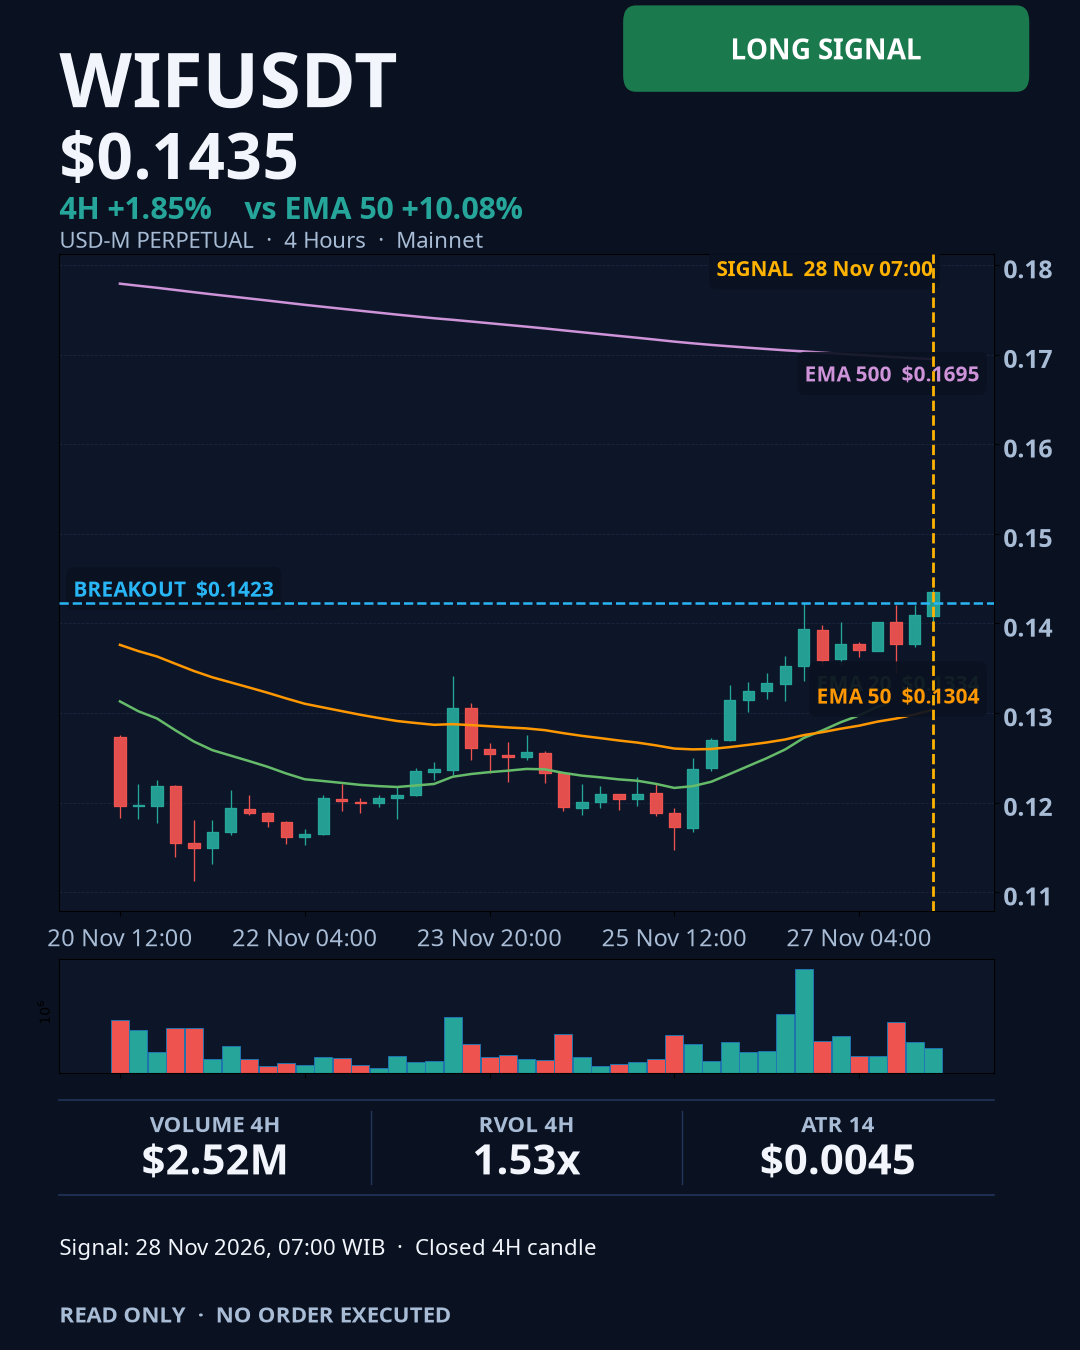 LONG SIGNAL
WIFUSDT
$0.1435
4H +1.85% vs EMA 50 +10.08%
USD-M PERPETUAL · 4 Hours · Mainnet
SIGNAL 28 Nov 07:00
0.18
0.17
EMA 500 $0.1695
0.16
0.15
BREAKOUT $0.1423
0.14
EMA 20 $0.1334
EMA 50 $0.1304
0.13
0.12
0.11
20 Nov 12:00 22 Nov 04:00 23 Nov 20:00 25 Nov 12:00 27 Nov 04:00
10⁶
VOLUME 4H RVOL 4H ATR 14
$2.52M 1.53x $0.0045
Signal: 28 Nov 2026, 07:00 WIB · Closed 4H candle
READ ONLY · NO ORDER EXECUTED